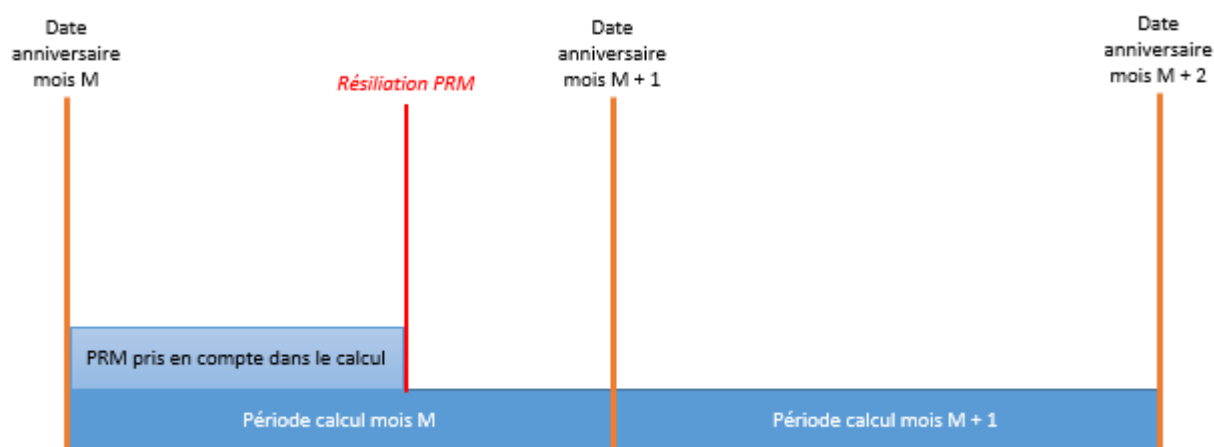 Date
anniversaire
mois M
Résiliation PRM
Date
anniversaire
mois M + 1
Date
anniversaire
mois M + 2
PRM pris en compte dans le calcul
Période calcul mois M
Période calcul mois M + 1